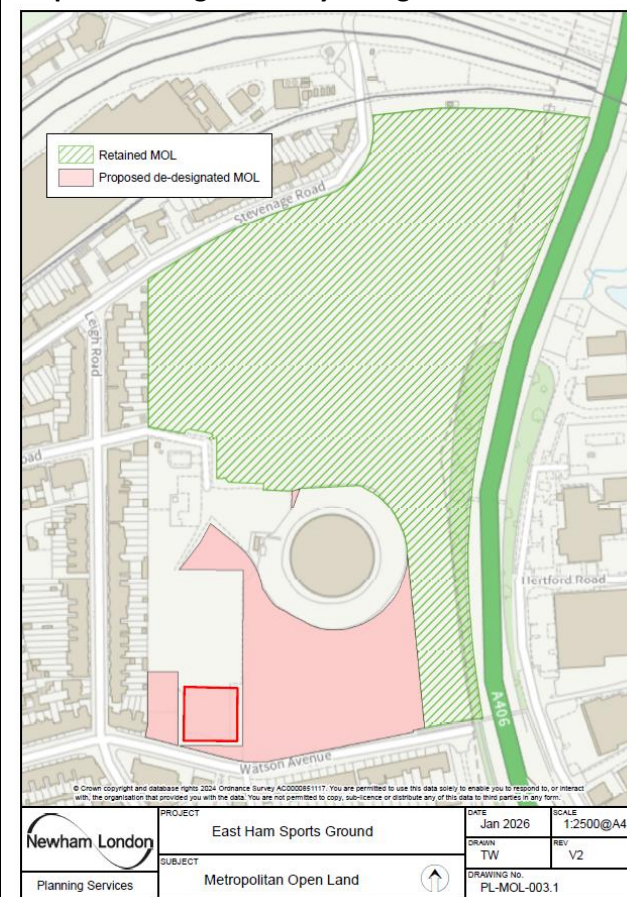 Retained MOL
Proposed de-designated MOL
Stevenage Road
Leigh Road
Hertford Road
A406
Watson Avenue
© Crown copyright and database rights 2024 Ordnance Survey AC0000851117. You are permitted to use this data solely to enable you to respond to, or interact
with, the organisation that provided you with the data. You are not permitted to copy, sub-licence or distribute any of this data to third parties in any form.
Newham London
Planning Services
PROJECT
East Ham Sports Ground
SUBJECT
Metropolitan Open Land
DATE
Jan 2026
SCALE
1:2500@A4
DRAWN
TW
REV
V2
DRAWING No.
PL-MOL-003.1